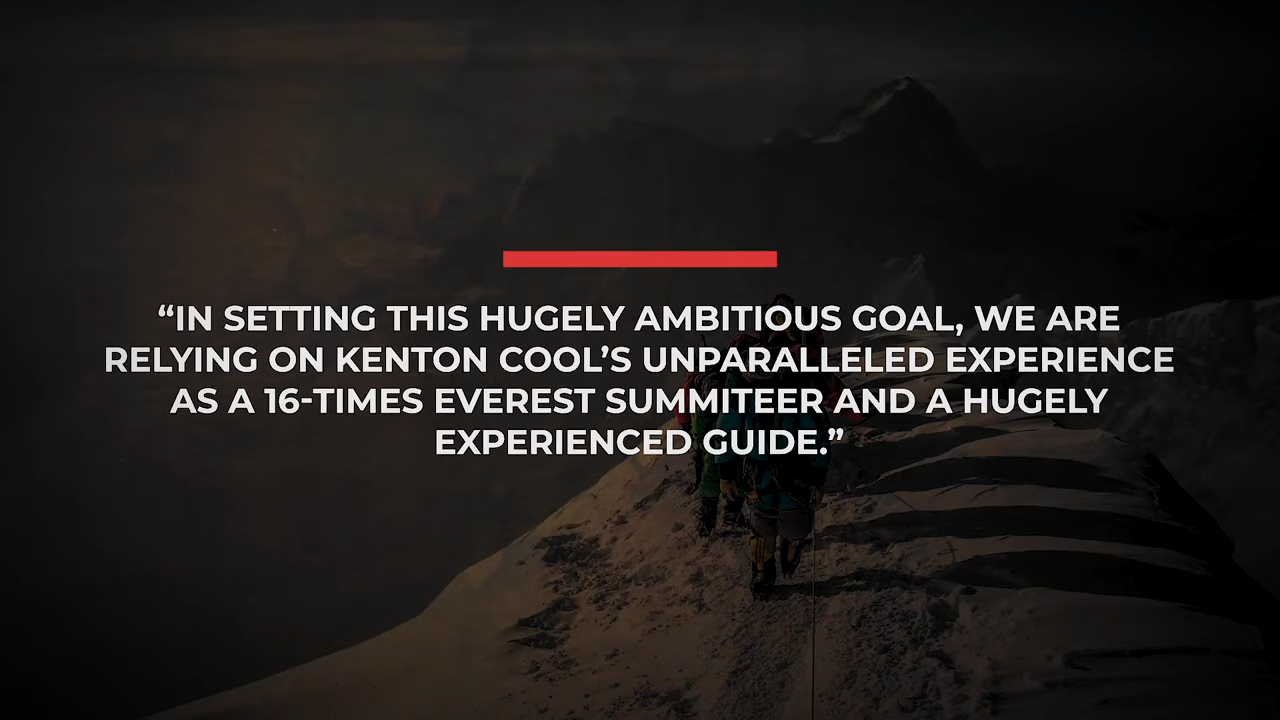 “IN SETTING THIS HUGELY AMBITIOUS GOAL, WE ARE
RELYING ON KENTON COOL’S UNPARALLELED EXPERIENCE
AS A 16-TIMES EVEREST SUMMITEER AND A HUGELY
EXPERIENCED GUIDE.”